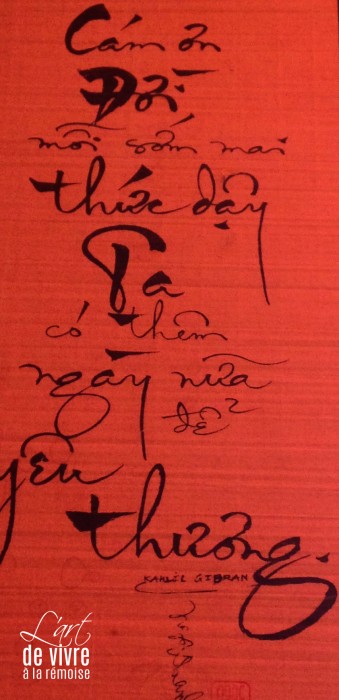 Cám ơn
Đời
mỗi sớm mai
thức dậy
Ta
có thêm
ngày nữa
để
yêu
thương.
KAHLIL GIBRAN
L'art
de vivre
à la rémoise